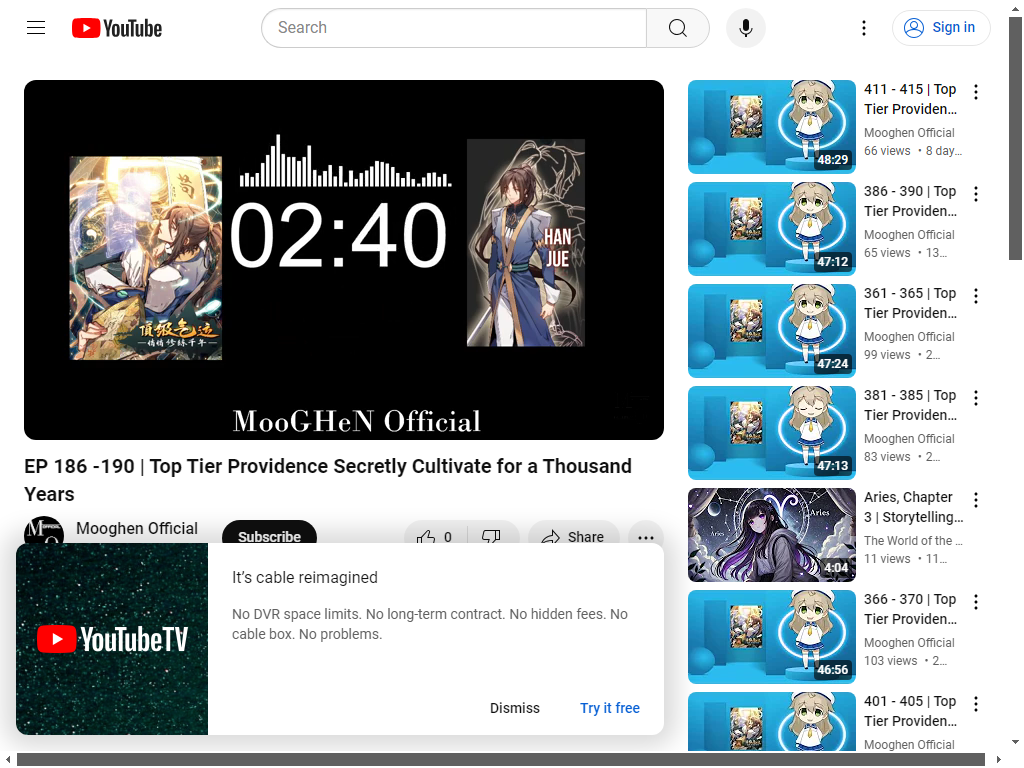 YouTube
Search
Sign in
02:40
HAN
JUE
頂級气运
悄悄修練千年
MooGHeN Official
EP 186 -190 | Top Tier Providence Secretly Cultivate for a Thousand
Years
Mooghen Official
Subscribe
0
Share
YouTubeTV
It's cable reimagined
No DVR space limits. No long-term contract. No hidden fees. No
cable box. No problems.
Dismiss
Try it free
411 - 415 | Top
Tier Providen…
Mooghen Official
66 views • 8 day…
48:29
386 - 390 | Top
Tier Providen…
Mooghen Official
65 views • 13…
47:12
361 - 365 | Top
Tier Providen…
Mooghen Official
99 views • 2…
47:24
381 - 385 | Top
Tier Providen…
Mooghen Official
83 views • 2…
47:13
Aries, Chapter
3 | Storytelling…
The World of the …
11 views • 11…
Aries
Aries
4:04
366 - 370 | Top
Tier Providen…
Mooghen Official
103 views • 2…
46:56
401 - 405 | Top
Tier Providen…
Mooghen Official